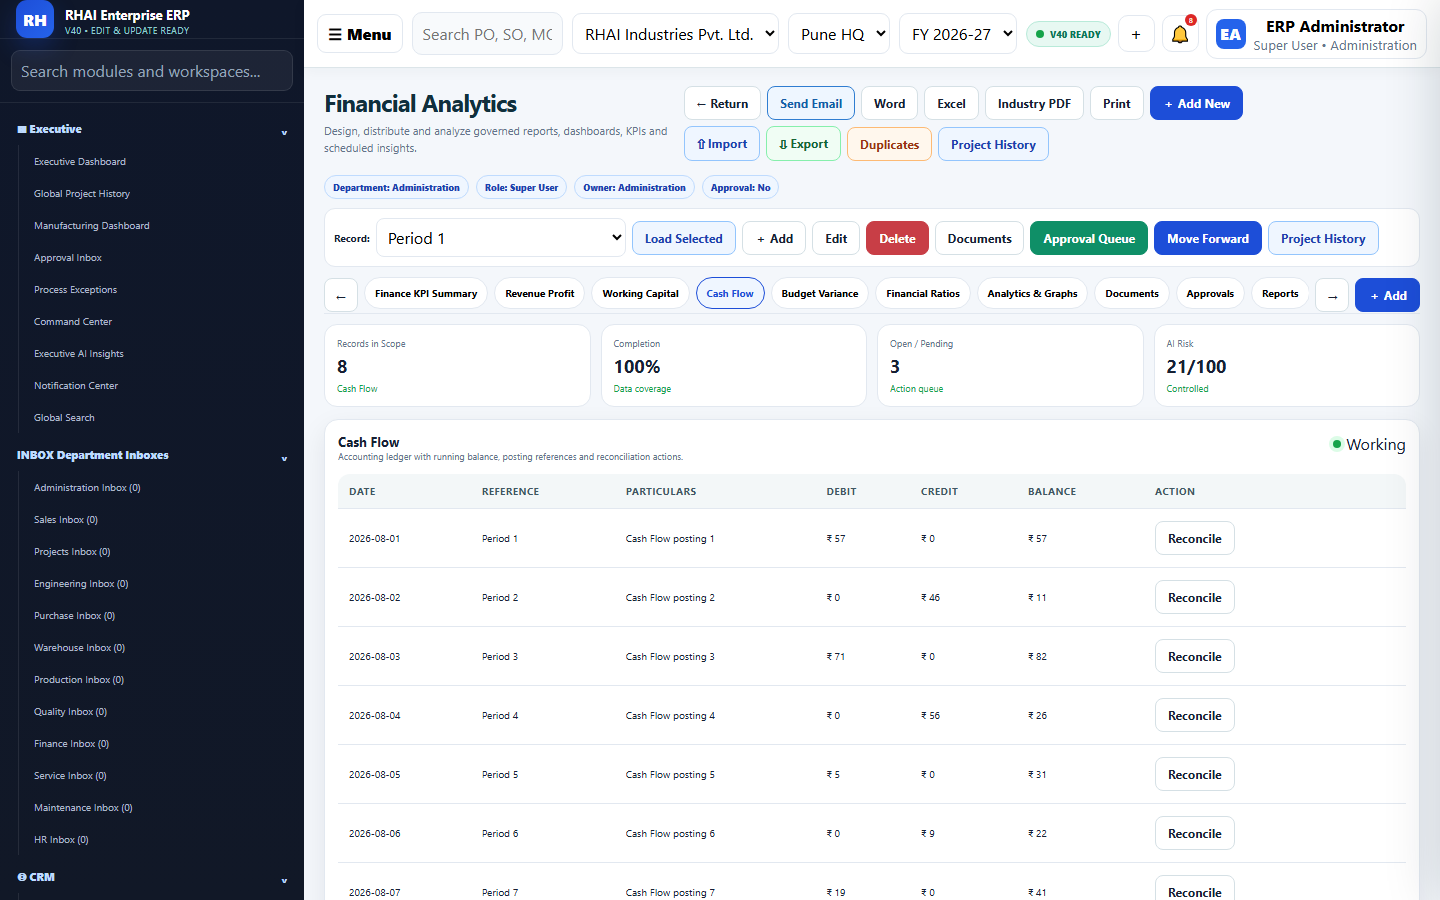 RH
RHAI Enterprise ERP
V40 • EDIT & UPDATE READY
Search modules and workspaces...
Executive
Executive Dashboard
Global Project History
Manufacturing Dashboard
Approval Inbox
Process Exceptions
Command Center
Executive AI Insights
Notification Center
Global Search
INBOX Department Inboxes
Administration Inbox (0)
Sales Inbox (0)
Projects Inbox (0)
Engineering Inbox (0)
Purchase Inbox (0)
Warehouse Inbox (0)
Production Inbox (0)
Quality Inbox (0)
Finance Inbox (0)
Service Inbox (0)
Maintenance Inbox (0)
HR Inbox (0)
CRM
☰ Menu
Search PO, SO, MO
RHAI Industries Pvt. Ltd.
Pune HQ
FY 2026-27
V40 READY
+
8
EA
ERP Administrator
Super User • Administration
Financial Analytics
Design, distribute and analyze governed reports, dashboards, KPIs and
scheduled insights.
← Return
Send Email
Word
Excel
Industry PDF
Print
+ Add New
⇧ Import
⇩ Export
Duplicates
Project History
Department: Administration
Role: Super User
Owner: Administration
Approval: No
Record:
Period 1
Load Selected
+ Add
Edit
Delete
Documents
Approval Queue
Move Forward
Project History
←
Finance KPI Summary
Revenue Profit
Working Capital
Cash Flow
Budget Variance
Financial Ratios
Analytics & Graphs
Documents
Approvals
Reports
→
+ Add
Records in Scope
8
Cash Flow
Completion
100%
Data coverage
Open / Pending
3
Action queue
AI Risk
21/100
Controlled
Cash Flow
Accounting ledger with running balance, posting references and reconciliation actions.
Working
DATE REFERENCE PARTICULARS DEBIT CREDIT BALANCE ACTION
2026-08-01 Period 1 Cash Flow posting 1 ₹ 57 ₹ 0 ₹ 57 Reconcile
2026-08-02 Period 2 Cash Flow posting 2 ₹ 0 ₹ 46 ₹ 11 Reconcile
2026-08-03 Period 3 Cash Flow posting 3 ₹ 71 ₹ 0 ₹ 82 Reconcile
2026-08-04 Period 4 Cash Flow posting 4 ₹ 0 ₹ 56 ₹ 26 Reconcile
2026-08-05 Period 5 Cash Flow posting 5 ₹ 5 ₹ 0 ₹ 31 Reconcile
2026-08-06 Period 6 Cash Flow posting 6 ₹ 0 ₹ 9 ₹ 22 Reconcile
2026-08-07 Period 7 Cash Flow posting 7 ₹ 19 ₹ 0 ₹ 41 Reconcile